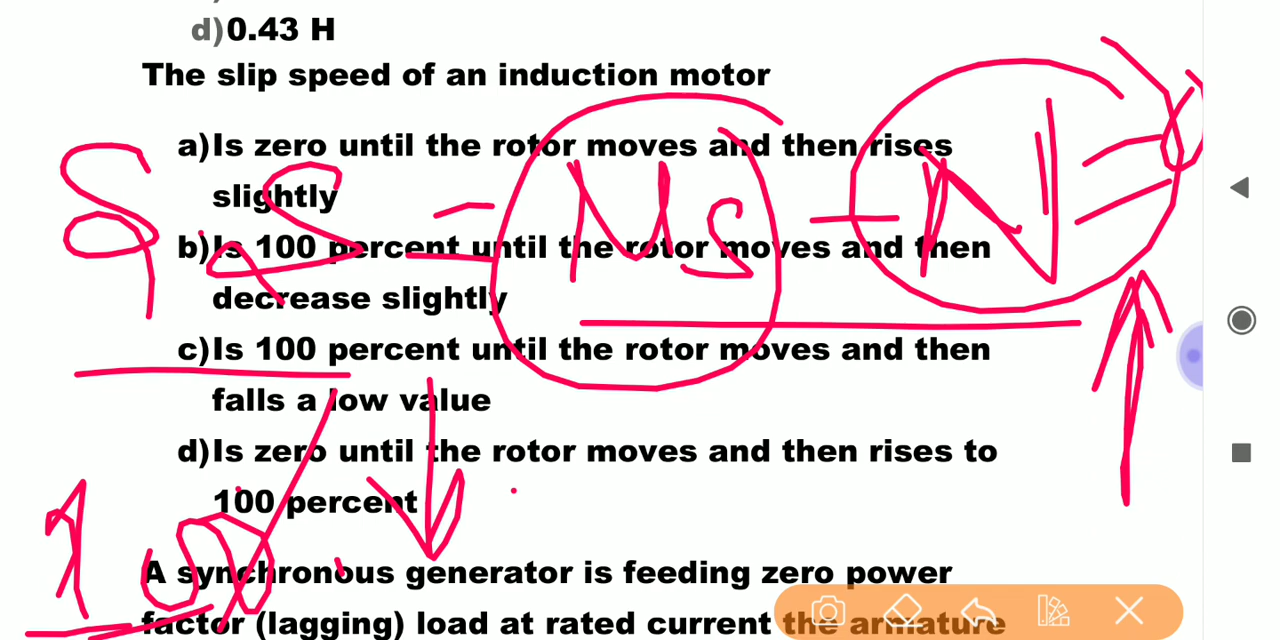 d)0.43 H
The slip speed of an induction motor
a)Is zero until the rotor moves and then rises
slightly
b)Is 100 percent until the rotor moves and then
decrease slightly
c)Is 100 percent until the rotor moves and then
falls a low value
d)Is zero until the rotor moves and then rises to
100 percent
A synchronous generator is feeding zero power
factor (lagging) load at rated current the armature
S = Ns - N = 0
100